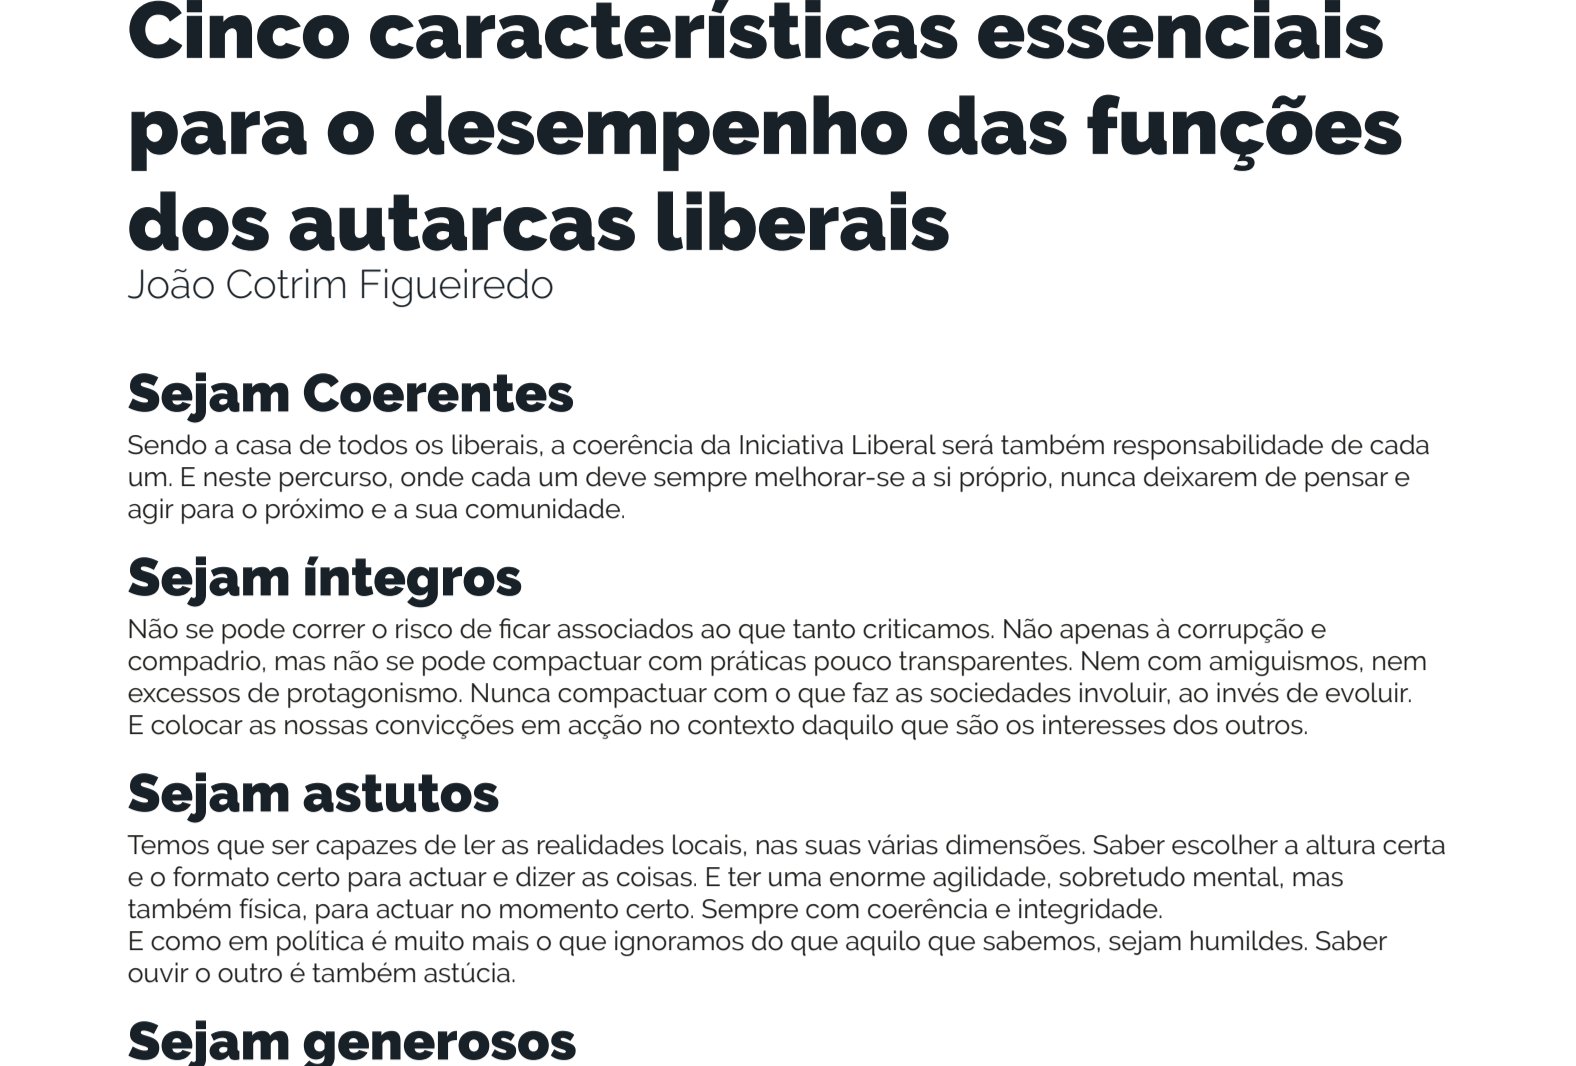 Cinco características essenciais
para o desempenho das funções
dos autarcas liberais
João Cotrim Figueiredo
Sejam Coerentes
Sendo a casa de todos os liberais, a coerência da Iniciativa Liberal será também responsabilidade de cada
um. E neste percurso, onde cada um deve sempre melhorar-se a si próprio, nunca deixarem de pensar e
agir para o próximo e a sua comunidade.
Sejam íntegros
Não se pode correr o risco de ficar associados ao que tanto criticamos. Não apenas à corrupção e
compadrio, mas não se pode compactuar com práticas pouco transparentes. Nem com amiguismos, nem
excessos de protagonismo. Nunca compactuar com o que faz as sociedades involuir, ao invés de evoluir.
E colocar as nossas convicções em acção no contexto daquilo que são os interesses dos outros.
Sejam astutos
Temos que ser capazes de ler as realidades locais, nas suas várias dimensões. Saber escolher a altura certa
e o formato certo para actuar e dizer as coisas. E ter uma enorme agilidade, sobretudo mental, mas
também física, para actuar no momento certo. Sempre com coerência e integridade.
E como em política é muito mais o que ignoramos do que aquilo que sabemos, sejam humildes. Saber
ouvir o outro é também astúcia.
Sejam generosos